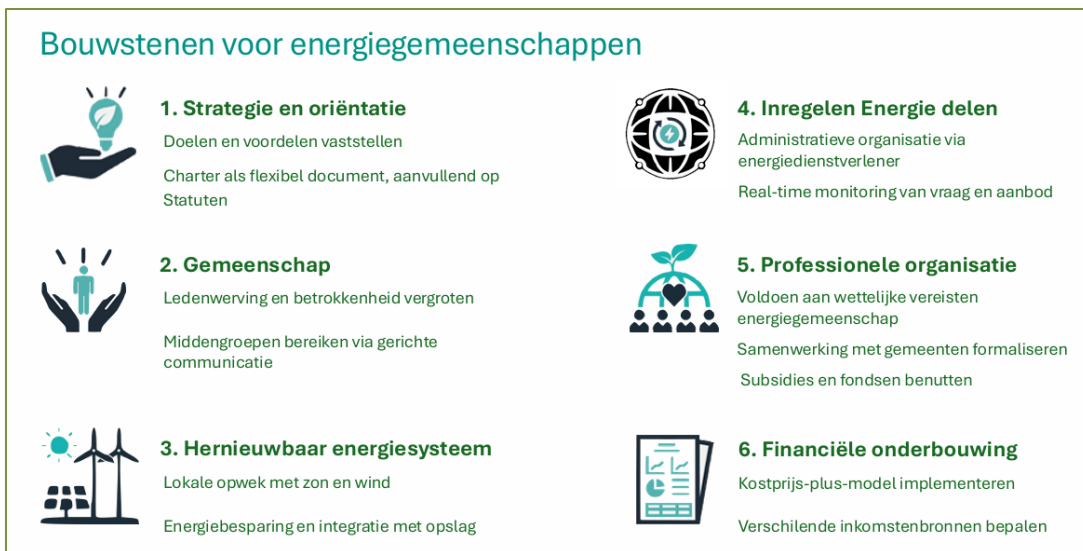 Bouwstenen voor energiegemeenschappen
1. Strategie en oriëntatie
Doelen en voordelen vaststellen
Charter als flexibel document, aanvullend op
Statuten
2. Gemeenschap
Ledenwerving en betrokkenheid vergroten
Middengroepen bereiken via gerichte
communicatie
3. Hernieuwbaar energiesysteem
Lokale opwek met zon en wind
Energiebesparing en integratie met opslag
4. Inregelen Energie delen
Administratieve organisatie via
energiedienstverlener
Real-time monitoring van vraag en aanbod
5. Professionele organisatie
Voldoen aan wettelijke vereisten
energiegemeenschap
Samenwerking met gemeenten formaliseren
Subsidies en fondsen benutten
6. Financiële onderbouwing
Kostprijs-plus-model implementeren
Verschilende inkomstenbronnen bepalen